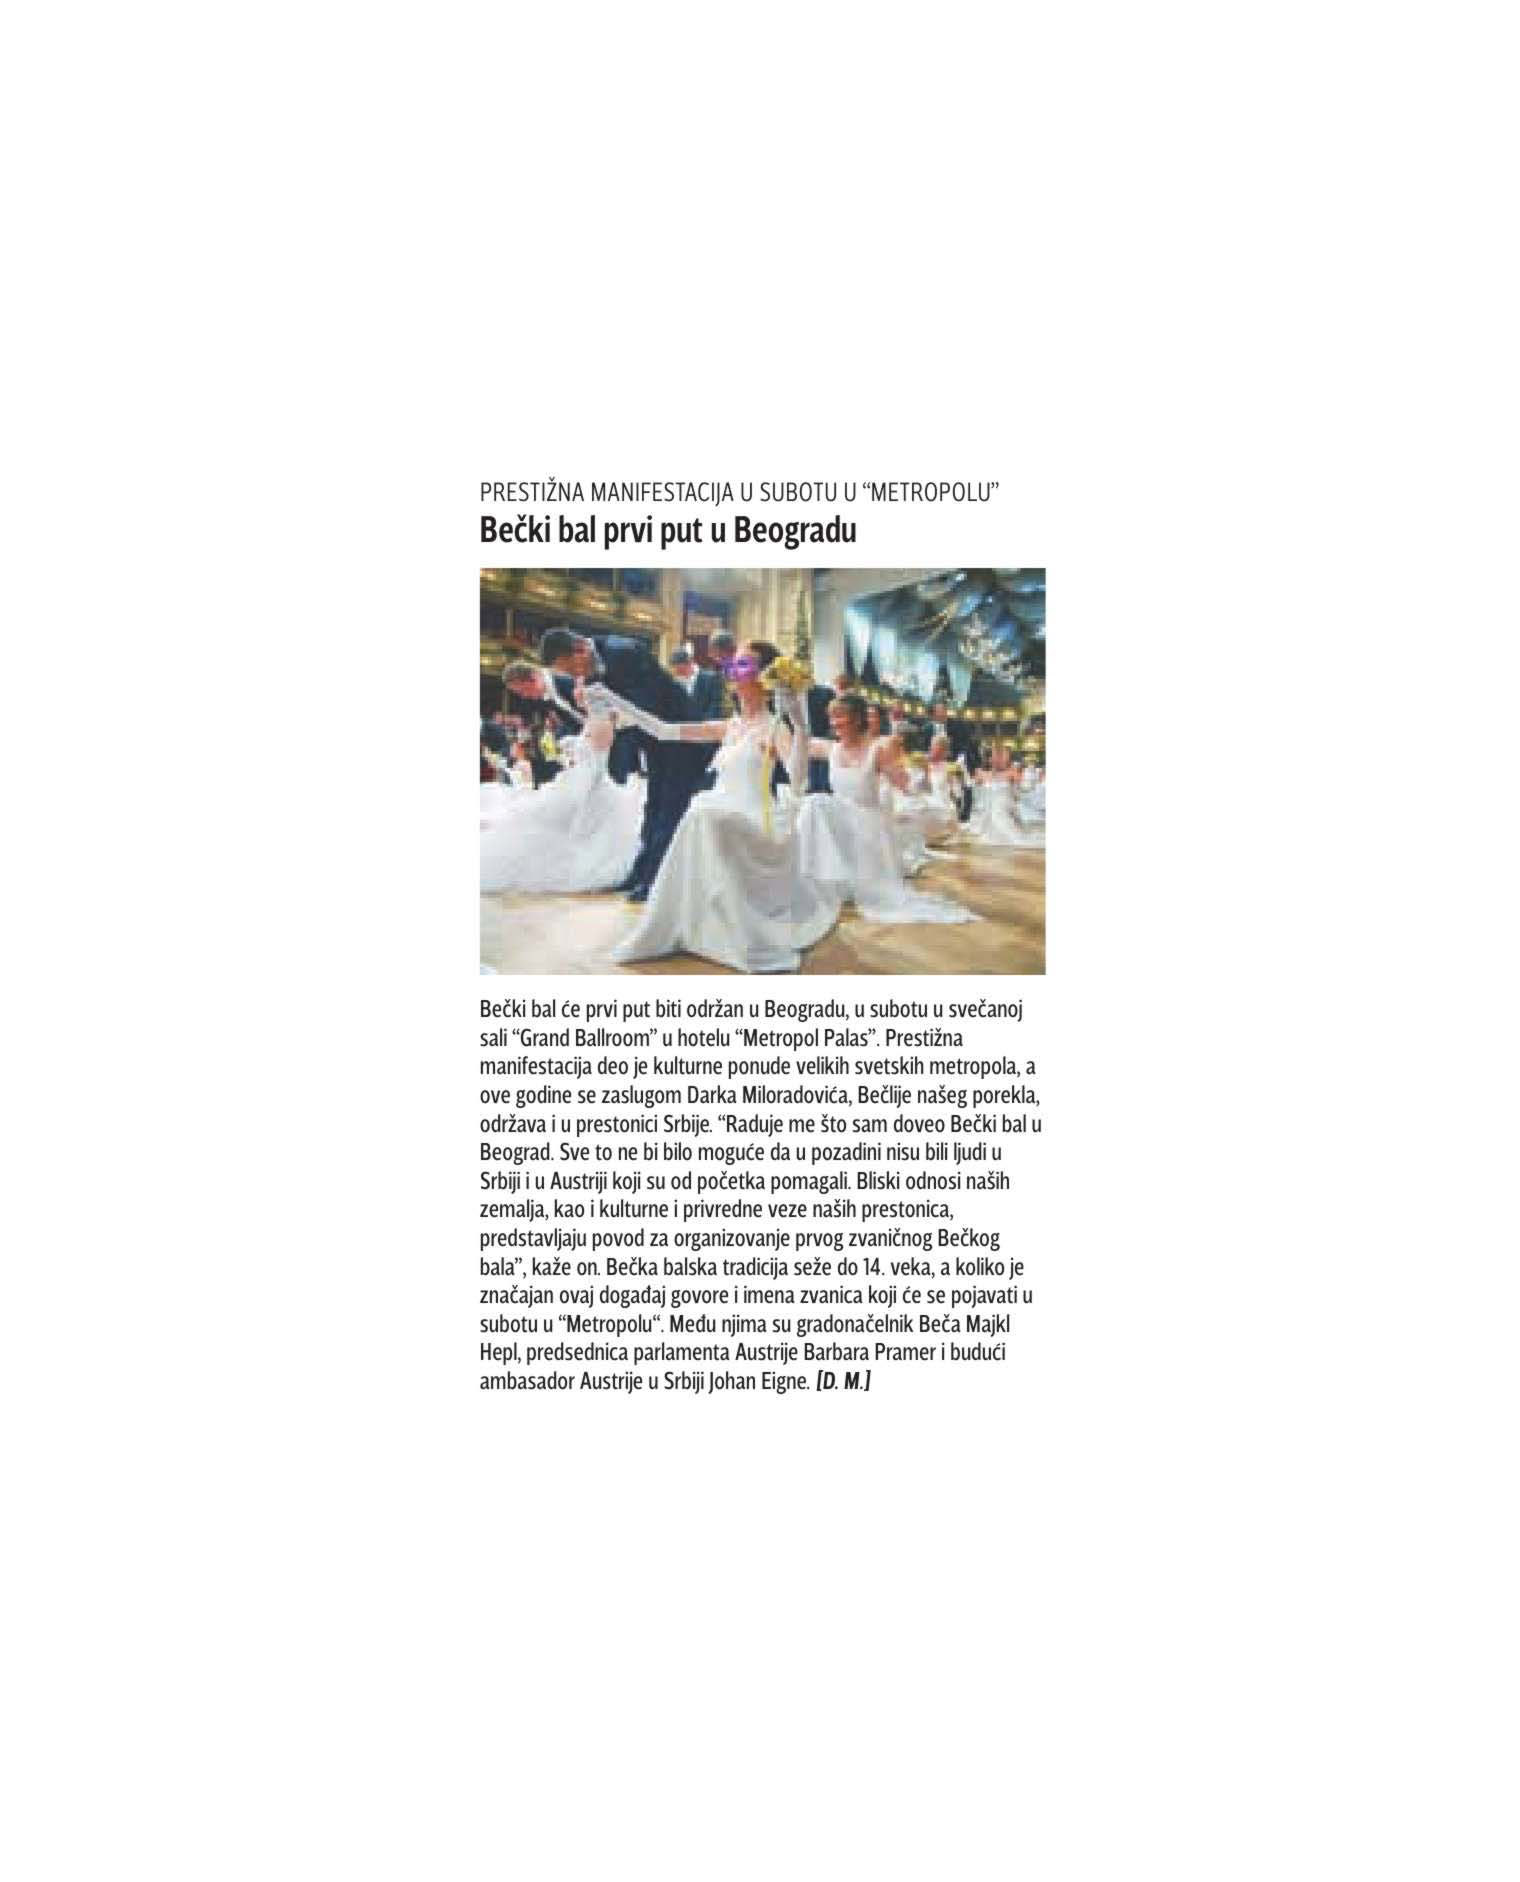 PRESTIŽNA MANIFESTACIJA U SUBOTU U “METROPOLU”
Bečki bal prvi put u Beogradu
Bečki bal će prvi put biti održan u Beogradu, u subotu u svečanoj
sali “Grand Ballroom” u hotelu “Metropol Palas”. Prestižna
manifestacija deo je kulturne ponude velikih svetskih metropola, a
ove godine se zaslugom Darka Miloradovića, Bečlije našeg porekla,
održava i u prestonici Srbije. “Raduje me što sam doveo Bečki bal u
Beograd. Sve to ne bi bilo moguće da u pozadini nisu bili ljudi u
Srbiji i u Austriji koji su od početka pomagali. Bliski odnosi naših
zemalja, kao i kulturne i privredne veze naših prestonica,
predstavljaju povod za organizovanje prvog zvaničnog Bečkog
bala”, kaže on. Bečka balska tradicija seže do 14. veka, a koliko je
značajan ovaj događaj govore i imena zvanica koji će se pojavati u
subotu u “Metropolu“. Među njima su gradonačelnik Beča Majkl
Hepl, predsednica parlamenta Austrije Barbara Pramer i budući
ambasador Austrije u Srbiji Johan Eigne. [D. M.]